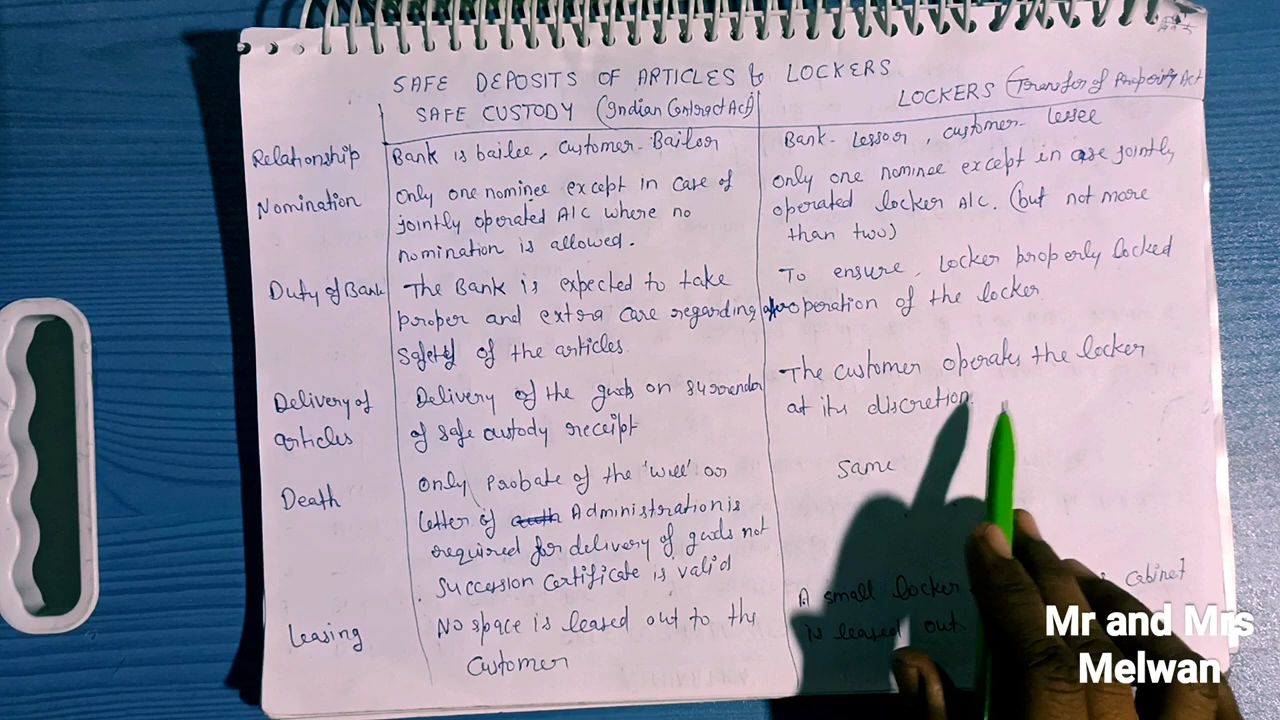 SAFE DEPOSITS OF ARTICLES & LOCKERS
SAFE CUSTODY (Indian Contract Act)
LOCKERS (Transfer of Property Act
Relationship
Bank is bailee, Customer-Bailor
Bank- Lessor, customer- lessee
Nomination
Only one nominee except in case of
jointly operated A/C where no
nomination is allowed.
Only one nominee except in case jointly
operated locker A/C. (but not more
than two)
Duty of Bank
The Bank is expected to take
proper and extra care regarding
Safety of the articles.
To ensure, Locker properly locked
operation of the locker
Delivery of
articles
Delivery of the goods on surrender
of safe custody receipt
The customer operates the locker
at its discretion.
Death
Only Probate of the 'will' or
letter of Administration is
required for delivery of goods not
Succession Certificate is valid
Same
Leasing
No space is leased out to the
Customer
A small locker cabinet
is leased out
Mr and Mrs
Melwan